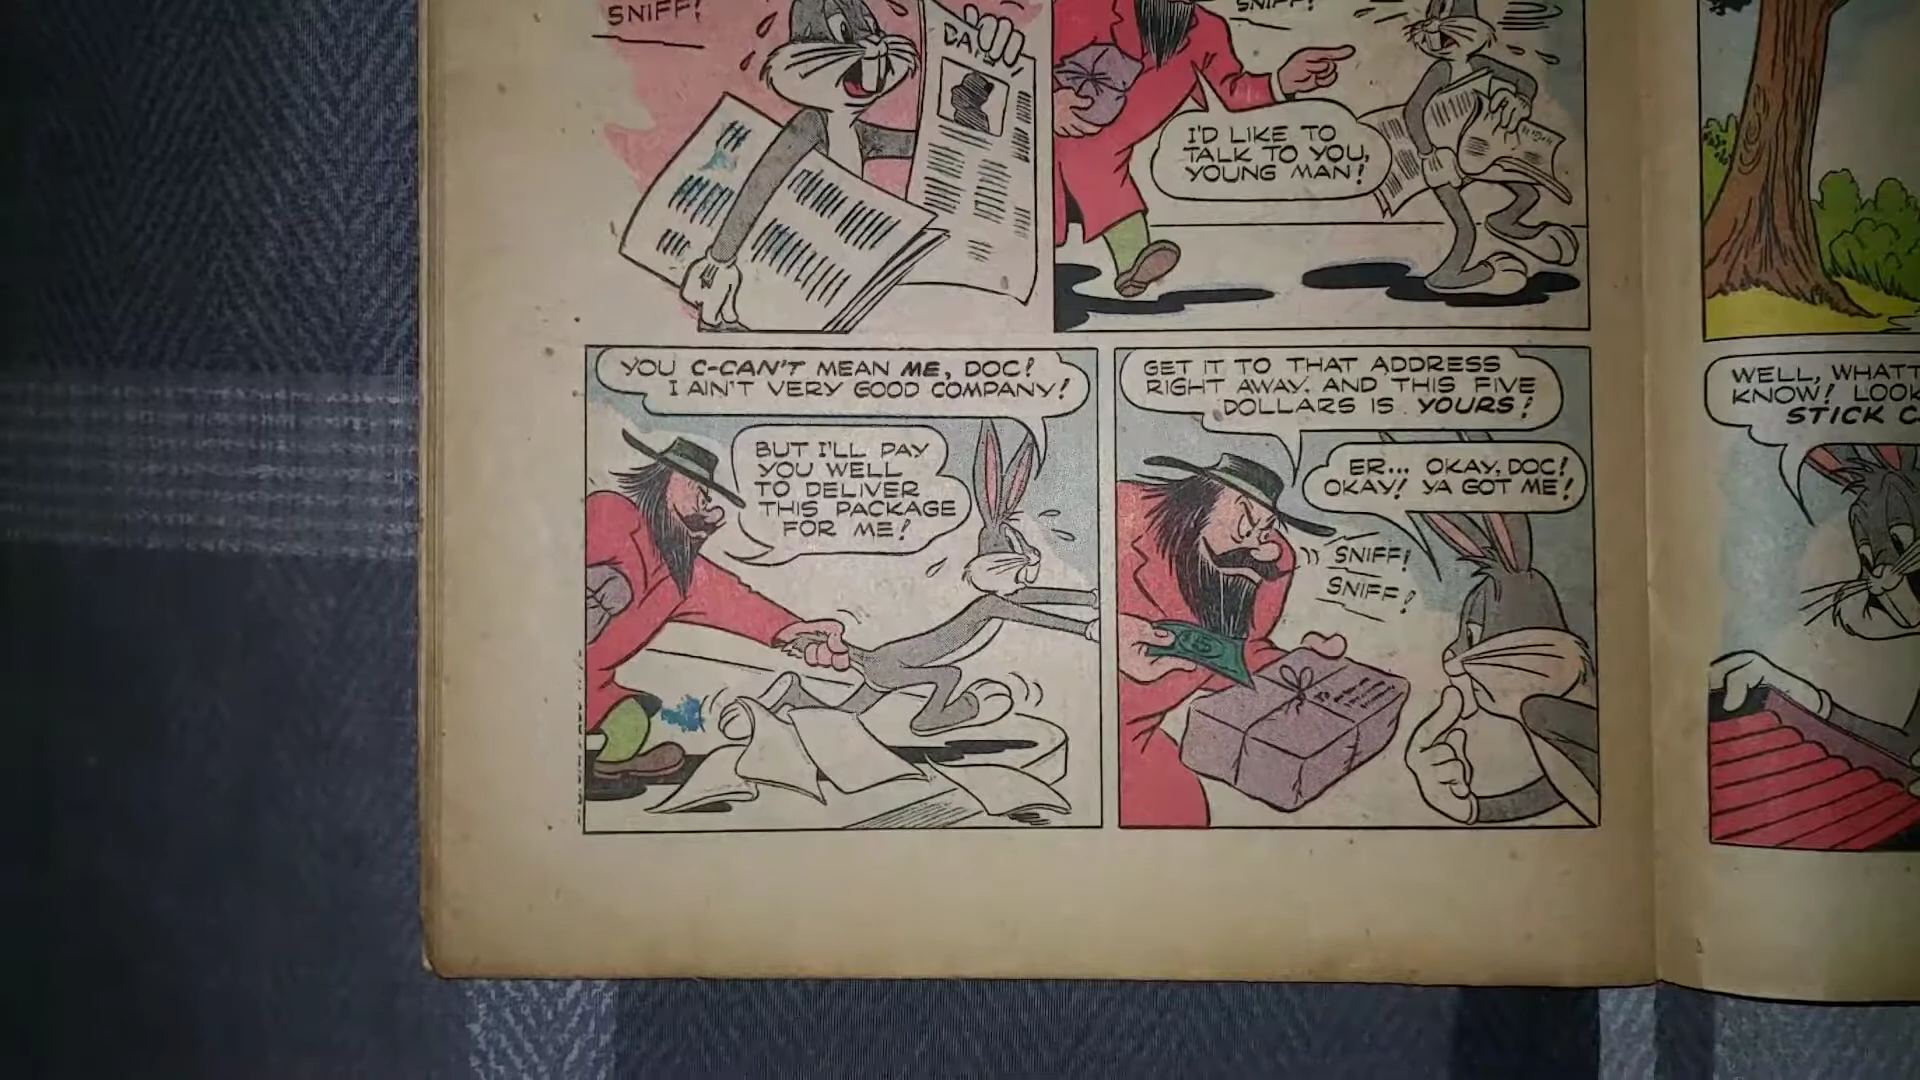 SNIFF!
DA
SNIFF!
I'D LIKE TO
TALK TO YOU,
YOUNG MAN!
YOU C-CAN'T MEAN ME, DOC!
I AIN'T VERY GOOD COMPANY!
BUT I'LL PAY
YOU WELL
TO DELIVER
THIS PACKAGE
FOR ME!
GET IT TO THAT ADDRESS
RIGHT AWAY, AND THIS FIVE
DOLLARS IS YOURS!
ER... OKAY, DOC!
OKAY! YA GOT ME!
SNIFF!
SNIFF!
5
WELL, WHATT
KNOW! LOOK
STICK C